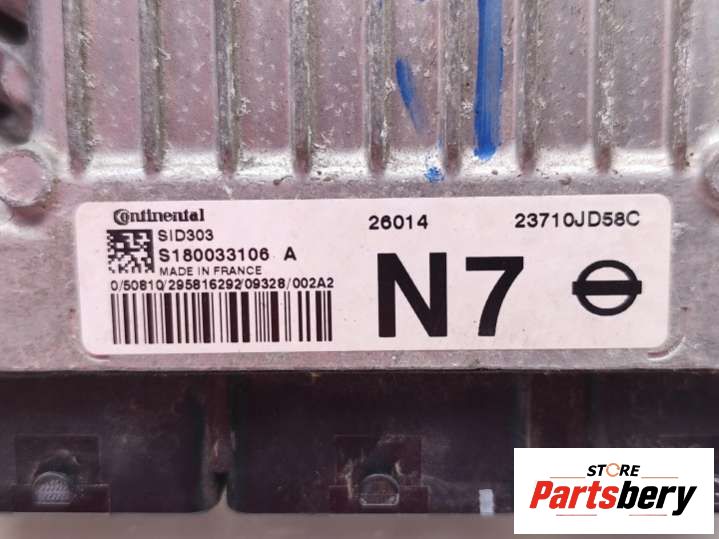 Continental
SID303
S180033106 A
MADE IN FRANCE
0/50810/295816292/09328/002A2
26014
23710JD58C
N7
STORE
Partsbery